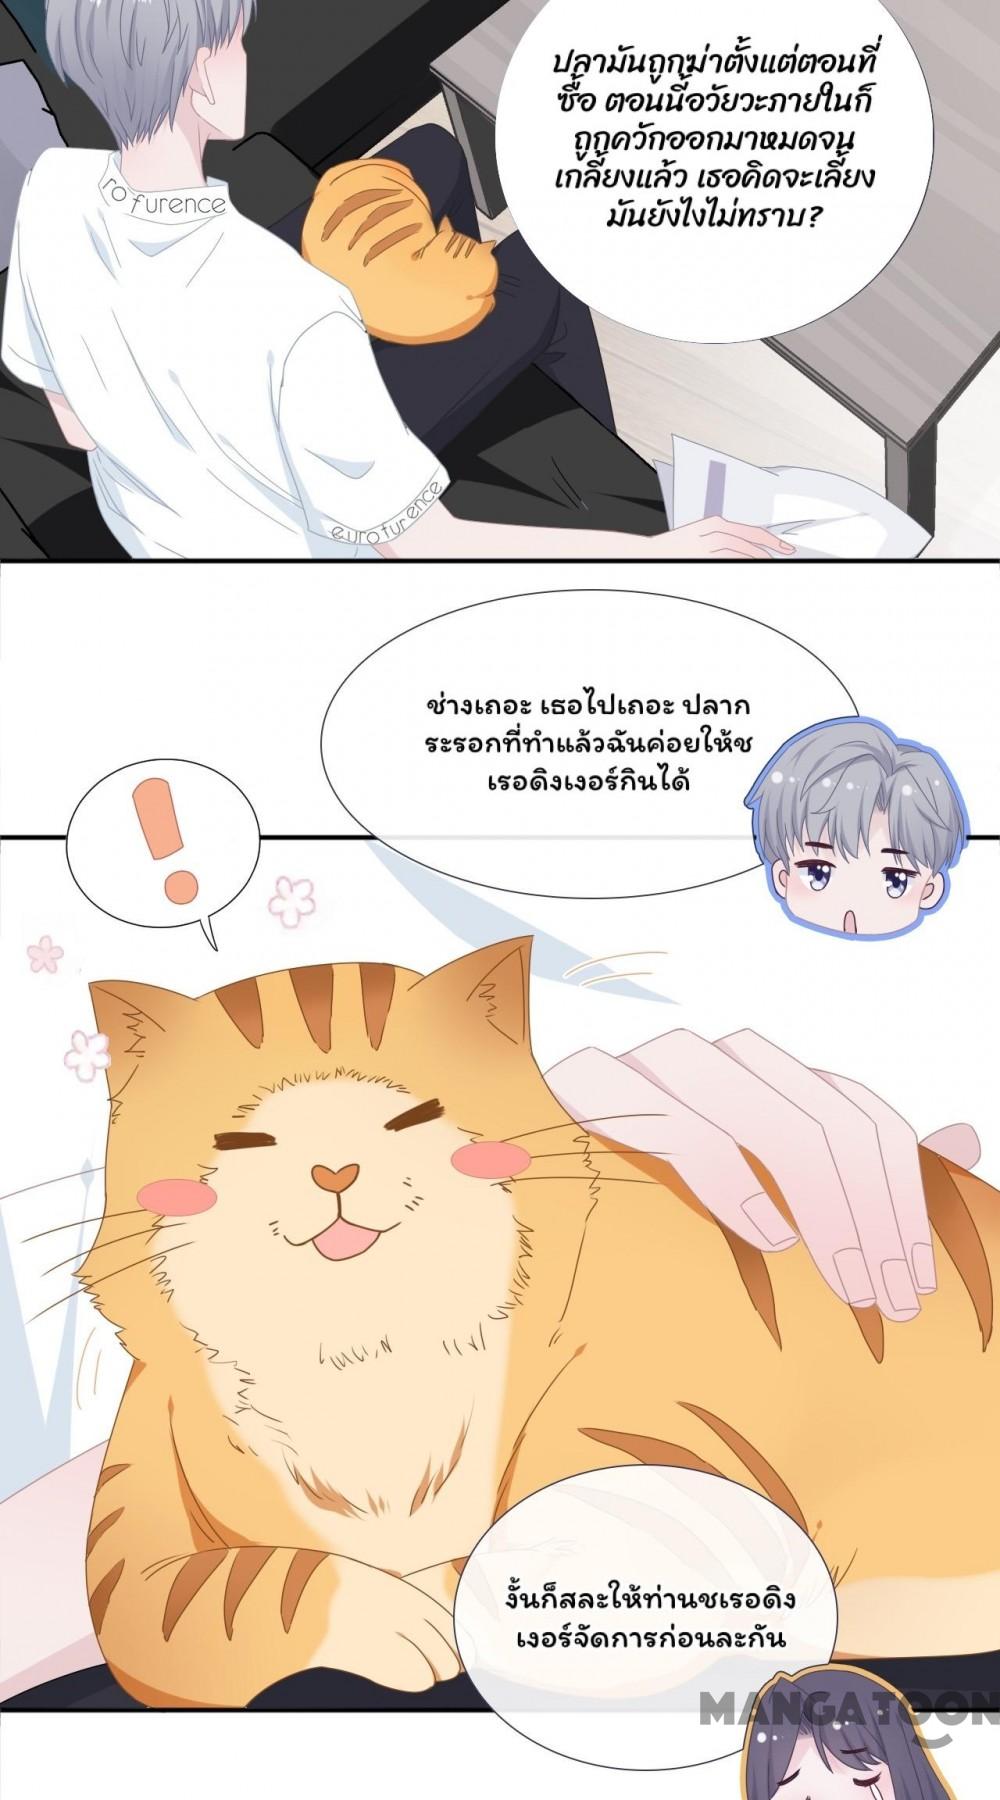 ปลามันถูกฆ่าตั้งแต่ตอนที่
ซื้อ ตอนนี้อวัยวะภายในก็
ถูกควักออกมาหมดจน
เกลี้ยงแล้ว เธอคิดจะเลี้ยง
มันยังไงไม่ทราบ?
ro furence
eurofurence
ช่างเถอะ เธอไปเถอะ ปลาก
ระรอกที่ทำแล้วฉันค่อยให้ช
เรอดิงเงอร์กินได้
!
งั้นก็สละให้ท่านชเรอดิง
เงอร์จัดการก่อนละกัน
MANGATOON